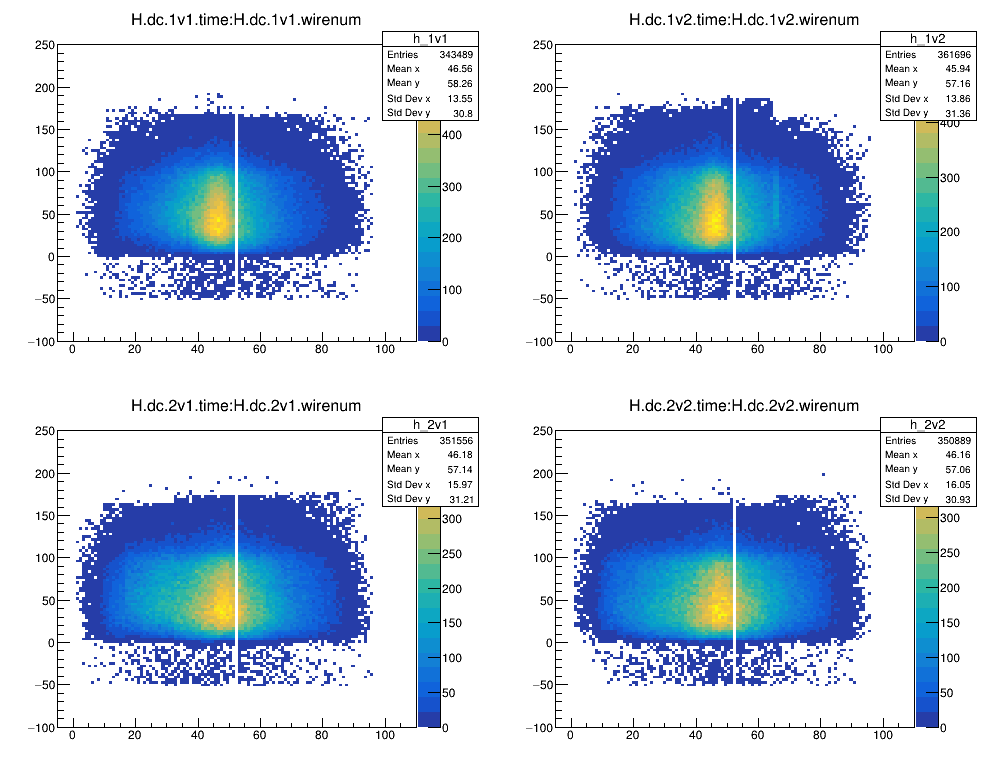 H.dc.1v1.time:H.dc.1v1.wirenum
h_1v1
Entries 343489
Mean x 46.56
Mean y 58.26
Std Dev x 13.55
Std Dev y 30.8
250
200
150
100
50
0
−50
−100
0 20 40 60 80 100
400
300
200
100
0
H.dc.1v2.time:H.dc.1v2.wirenum
h_1v2
Entries 361696
Mean x 45.94
Mean y 57.16
Std Dev x 13.86
Std Dev y 31.36
250
200
150
100
50
0
−50
−100
0 20 40 60 80 100
400
300
200
100
0
H.dc.2v1.time:H.dc.2v1.wirenum
h_2v1
Entries 351556
Mean x 46.18
Mean y 57.14
Std Dev x 15.97
Std Dev y 31.21
250
200
150
100
50
0
−50
−100
0 20 40 60 80 100
300
250
200
150
100
50
0
H.dc.2v2.time:H.dc.2v2.wirenum
h_2v2
Entries 350889
Mean x 46.16
Mean y 57.06
Std Dev x 16.05
Std Dev y 30.93
250
200
150
100
50
0
−50
−100
0 20 40 60 80 100
300
250
200
150
100
50
0